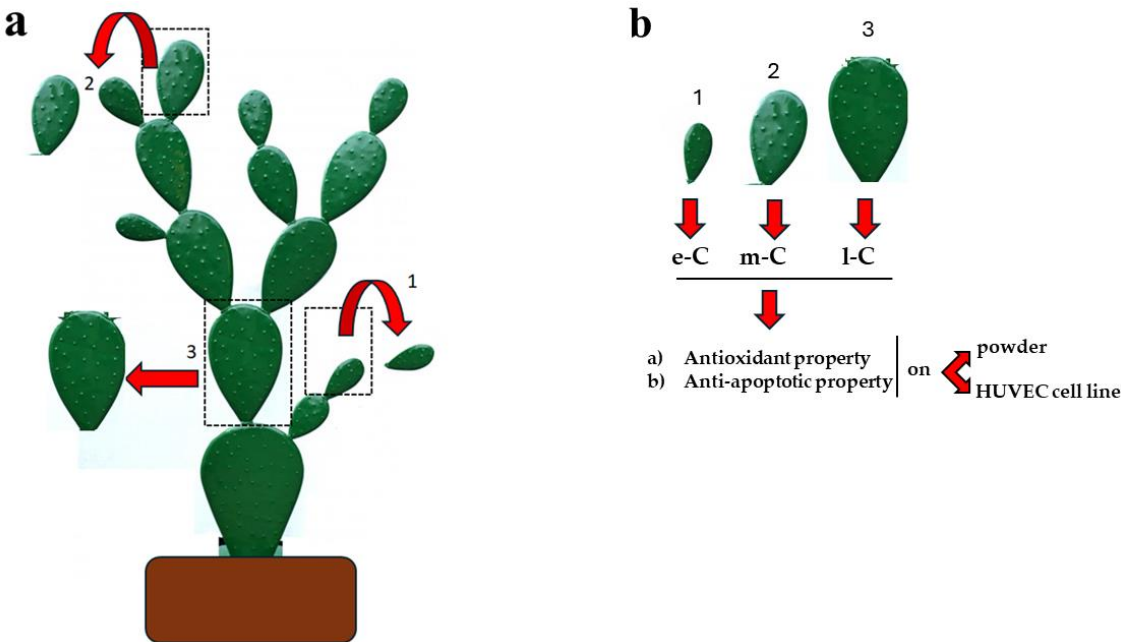 a
2
1
3
b
1
2
3
e-C m-C l-C
a) Antioxidant property
b) Anti-apoptotic property
on
powder
HUVEC cell line